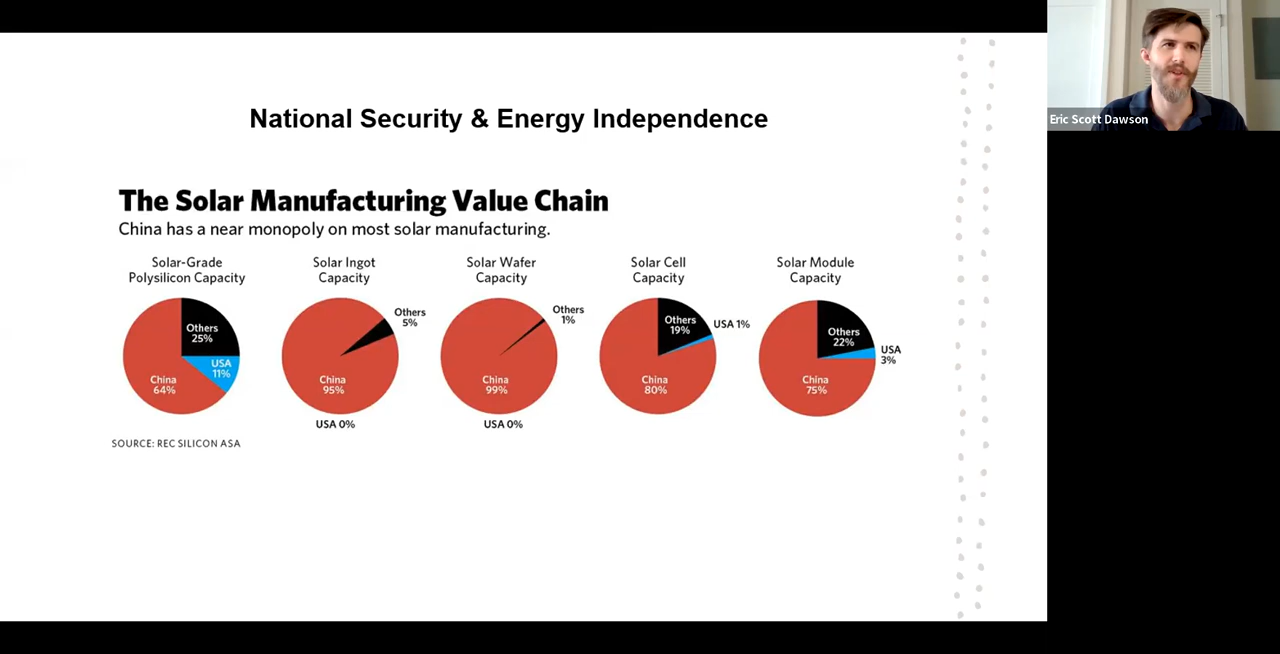 National Security & Energy Independence
Eric Scott Dawson
The Solar Manufacturing Value Chain
China has a near monopoly on most solar manufacturing.
Solar-Grade
Polysilicon Capacity
Others
25%
USA
11%
China
64%
Solar Ingot
Capacity
Others
5%
China
95%
USA 0%
Solar Wafer
Capacity
Others
1%
China
99%
USA 0%
Solar Cell
Capacity
Others
19%
USA 1%
China
80%
Solar Module
Capacity
Others
22%
USA
3%
China
75%
SOURCE: REC SILICON ASA